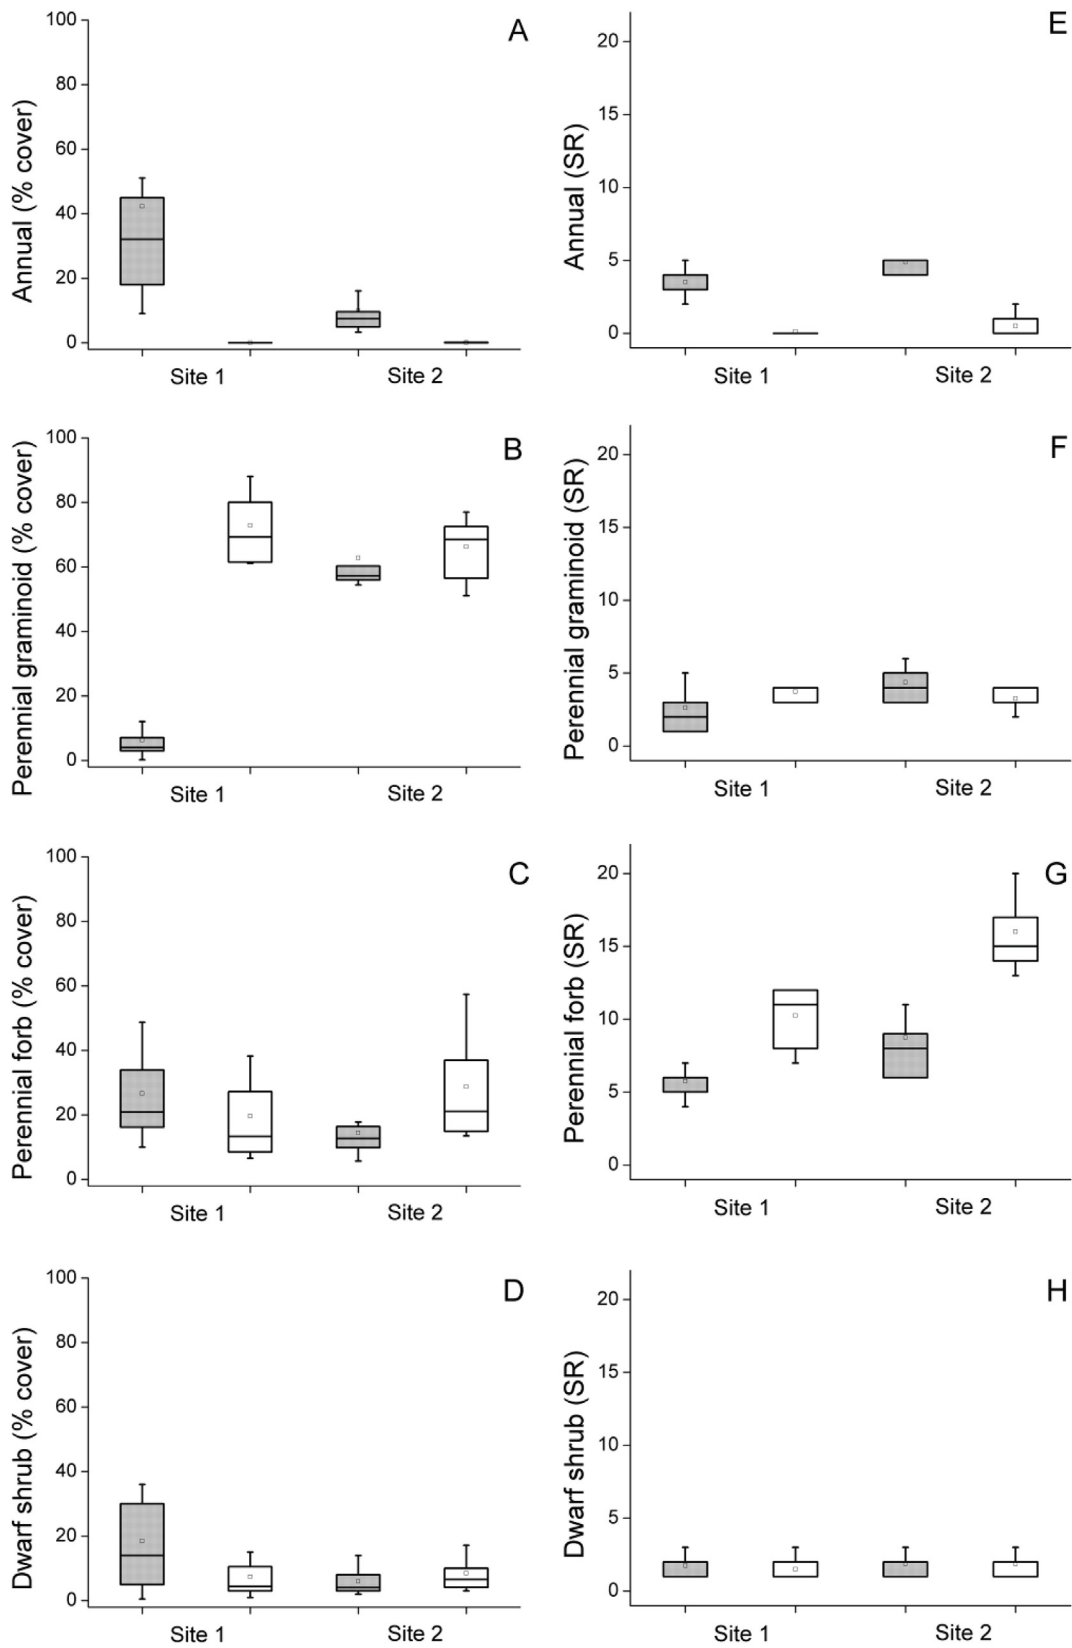 A
Annual (% cover)
100
80
60
40
20
0
Site 1 Site 2
E
Annual (SR)
20
15
10
5
0
Site 1 Site 2
B
Perennial graminoid (% cover)
100
80
60
40
20
0
Site 1 Site 2
F
Perennial graminoid (SR)
20
15
10
5
0
Site 1 Site 2
C
Perennial forb (% cover)
100
80
60
40
20
0
Site 1 Site 2
G
Perennial forb (SR)
20
15
10
5
0
Site 1 Site 2
D
Dwarf shrub (% cover)
100
80
60
40
20
0
Site 1 Site 2
H
Dwarf shrub (SR)
20
15
10
5
0
Site 1 Site 2